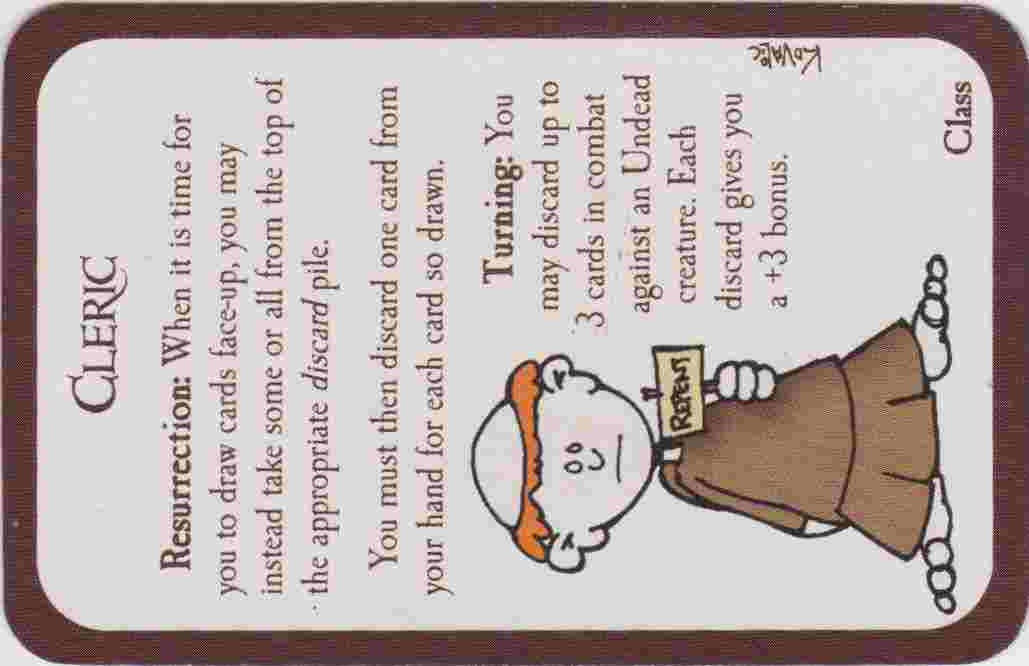 CLERIC
Resurrection: When it is time for
you to draw cards face-up, you may
instead take some or all from the top of
the appropriate discard pile.
You must then discard one card from
your hand for each card so drawn.
Turning: You
may discard up to
3 cards in combat
against an Undead
creature. Each
discard gives you
a +3 bonus.
REPENT
KOVALIC
Class